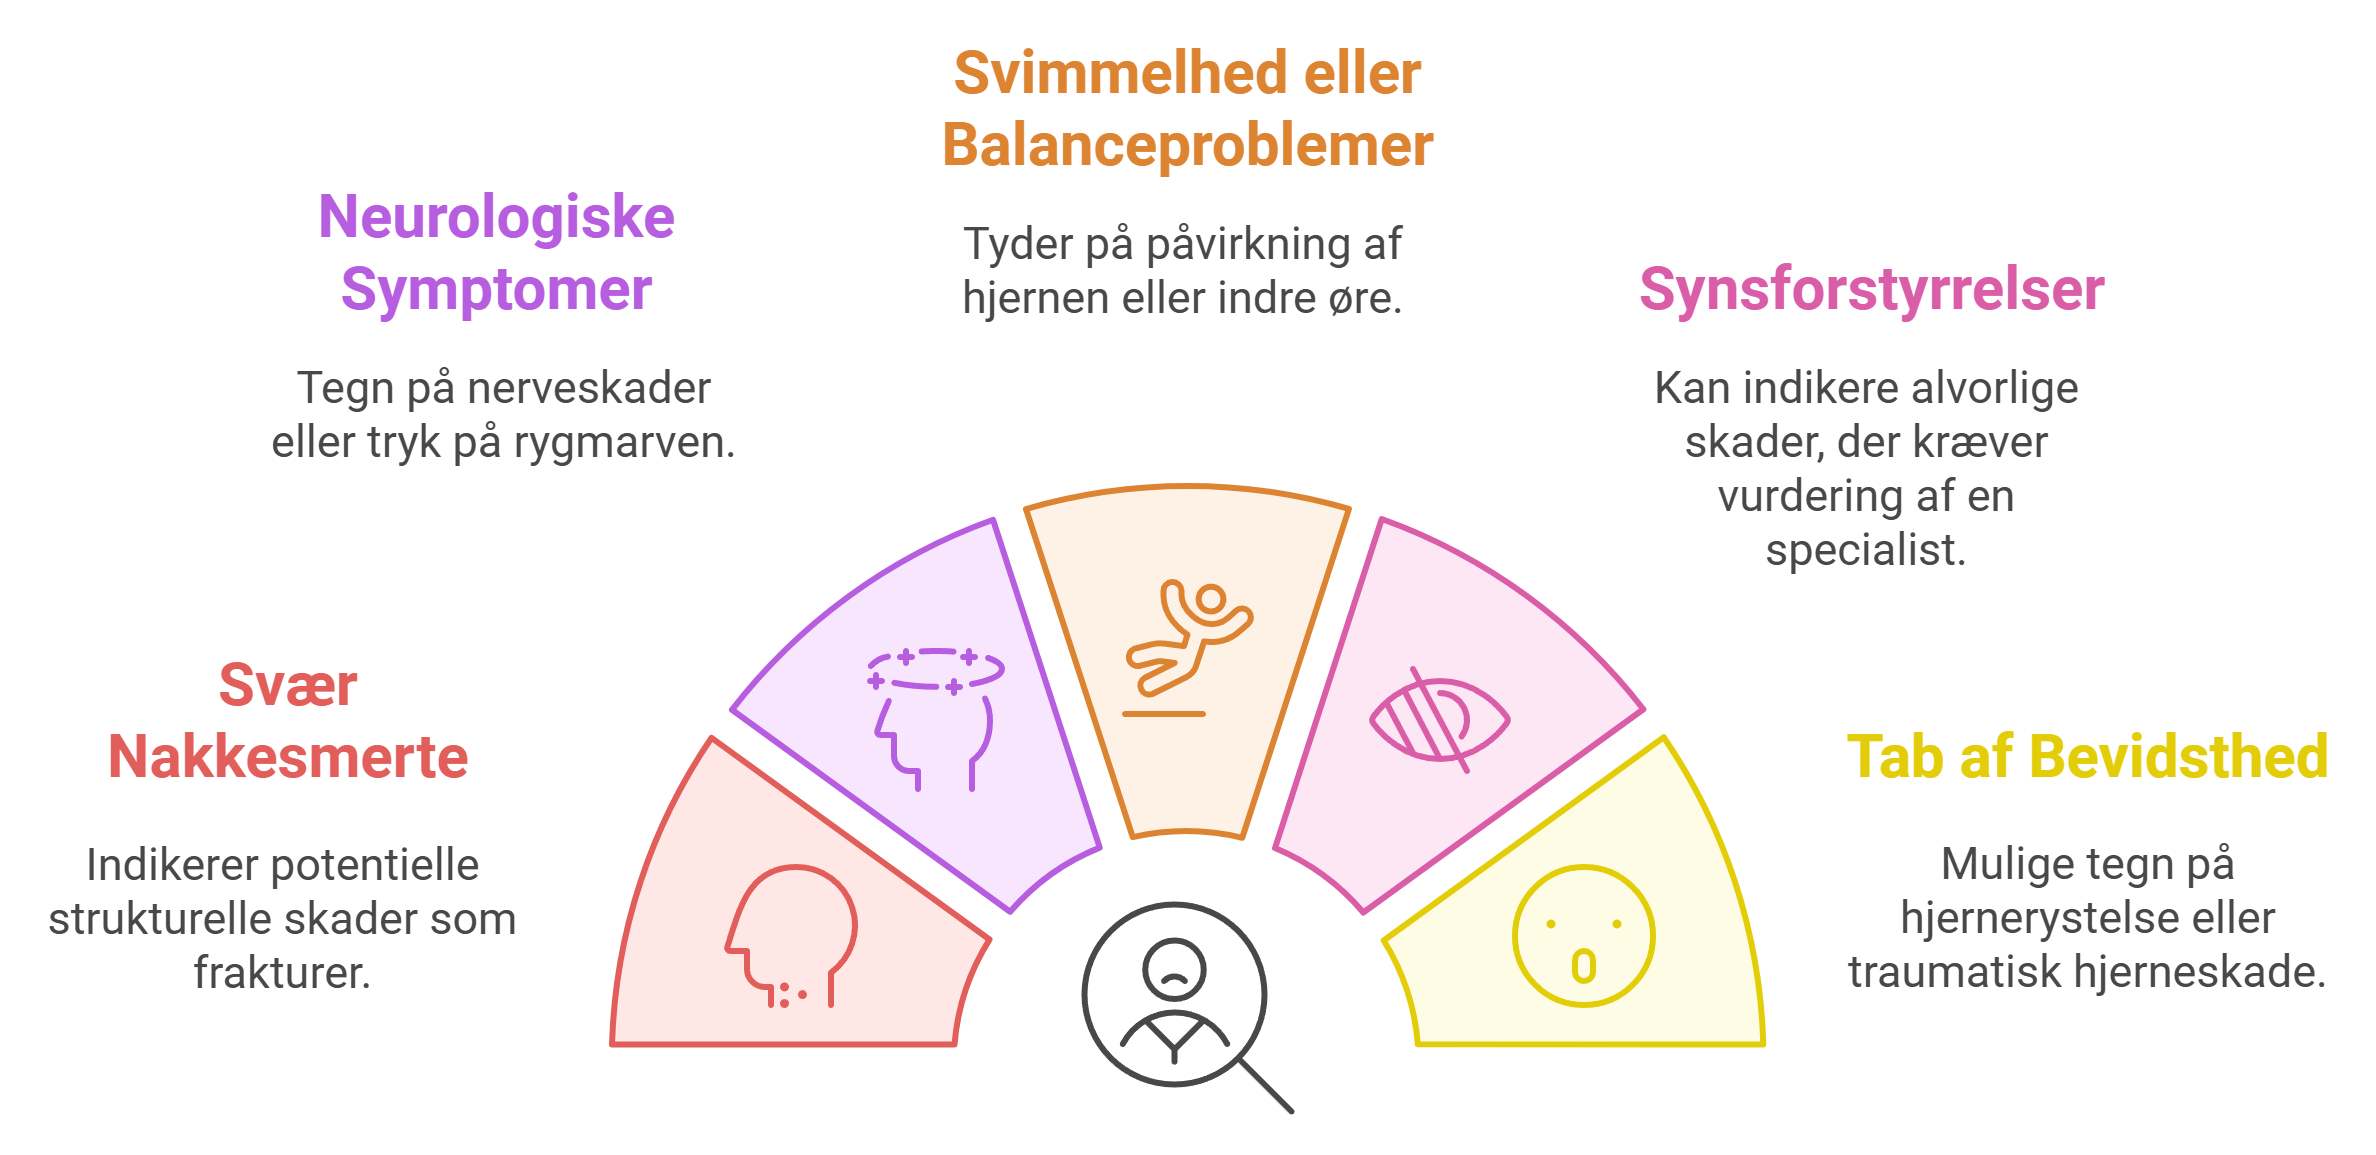 Svær
Nakkesmerte
Indikerer potentielle
strukturelle skader som
frakturer.
Neurologiske
Symptomer
Tegn på nerveskader
eller tryk på rygmarven.
Svimmelhed eller
Balanceproblemer
Tyder på påvirkning af
hjernen eller indre øre.
Synsforstyrrelser
Kan indikere alvorlige
skader, der kræver
vurdering af en
specialist.
Tab af Bevidsthed
Mulige tegn på
hjernerystelse eller
traumatisk hjerneskade.